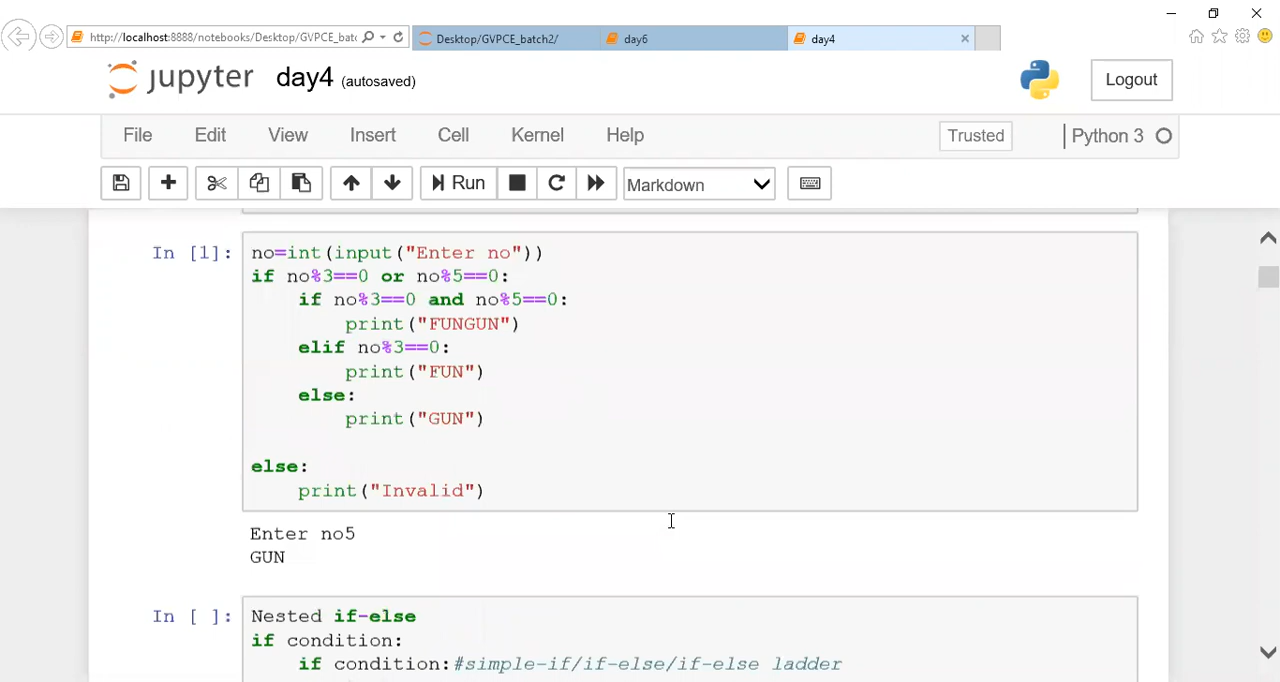 http://localhost:8888/notebooks/Desktop/GVPCE_batc
Desktop/GVPCE_batch2/
day6
day4
jupyter day4 (autosaved)
Logout
File Edit View Insert Cell Kernel Help
Trusted
Python 3
Run
Markdown
In [1]: no=int(input("Enter no"))
if no%3==0 or no%5==0:
    if no%3==0 and no%5==0:
        print("FUNGUN")
    elif no%3==0:
        print("FUN")
    else:
        print("GUN")
else:
    print("Invalid")
Enter no5
GUN
In [ ]: Nested if-else
if condition:
    if condition:#simple-if/if-else/if-else ladder